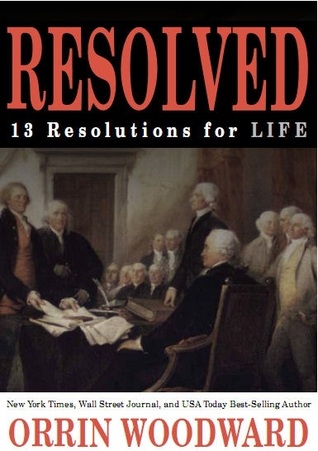 RESOLVED
13 Resolutions for LIFE
New York Times, Wall Street Journal, and USA Today Best-Selling Author
ORRIN WOODWARD